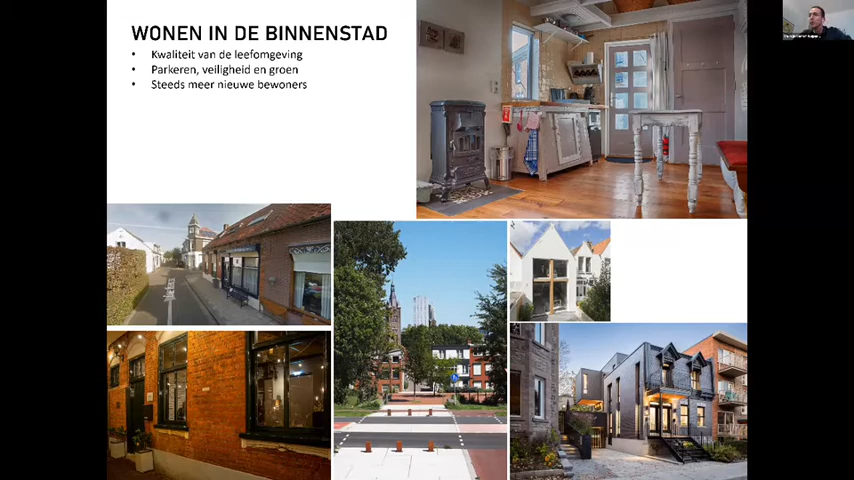 WONEN IN DE BINNENSTAD
• Kwaliteit van de leefomgeving
• Parkeren, veiligheid en groen
• Steeds meer nieuwe bewoners